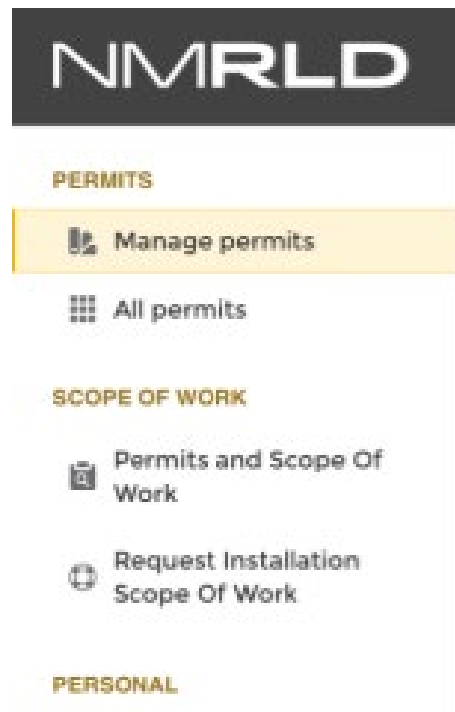 NMRLD
PERMITS
Manage permits
All permits
SCOPE OF WORK
Permits and Scope Of
Work
Request Installation
Scope Of Work
PERSONAL